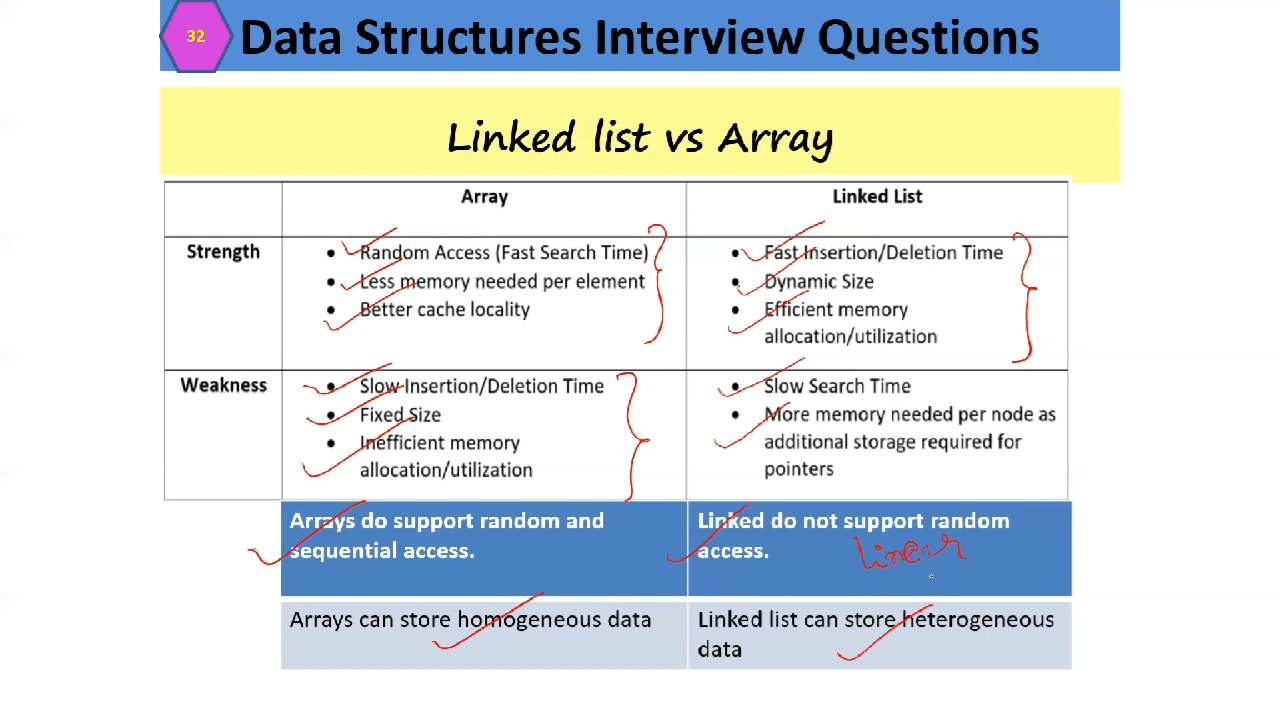 32
Data Structures Interview Questions
Linked list vs Array
Array
Linked List
Strength
• Random Access (Fast Search Time)
• Less memory needed per element
• Better cache locality
• Fast Insertion/Deletion Time
• Dynamic Size
• Efficient memory
allocation/utilization
Weakness
• Slow Insertion/Deletion Time
• Fixed Size
• Inefficient memory
allocation/utilization
• Slow Search Time
• More memory needed per node as
additional storage required for
pointers
Arrays do support random and
sequential access.
Linked do not support random
access.
linear
Arrays can store homogeneous data
Linked list can store heterogeneous
data